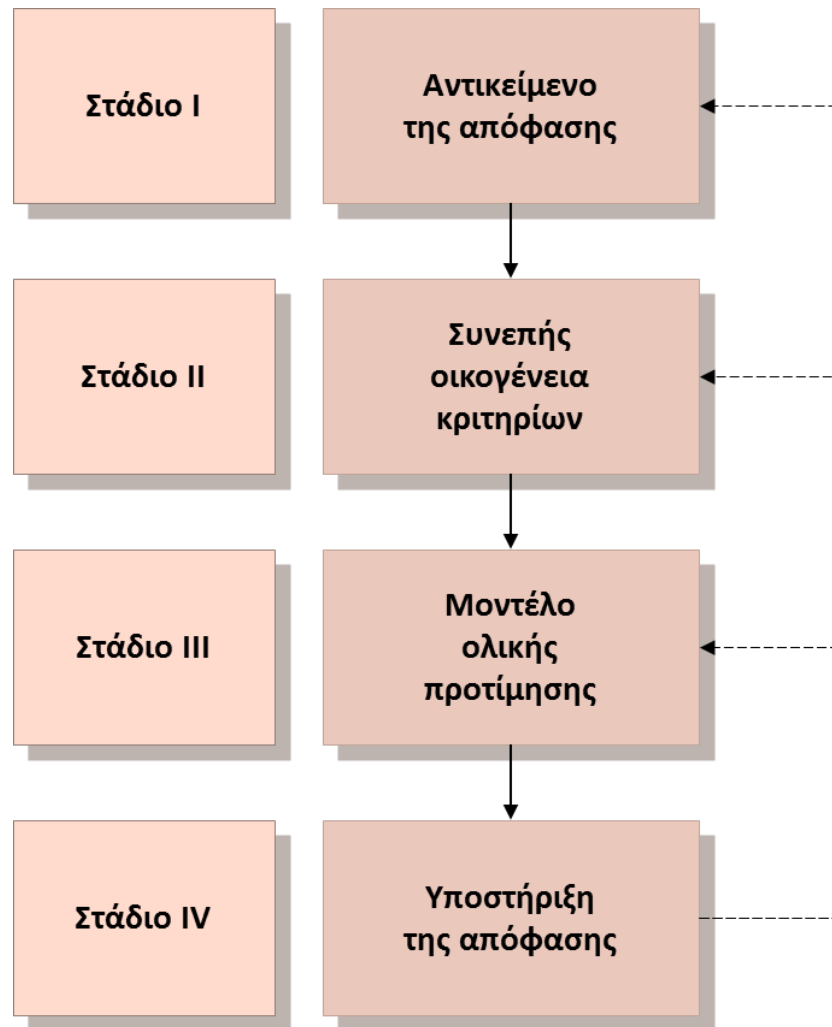 Στάδιο I
Αντικείμενο
της απόφασης
Στάδιο II
Συνεπής
οικογένεια
κριτηρίων
Στάδιο III
Μοντέλο
ολικής
προτίμησης
Στάδιο IV
Υποστήριξη
της απόφασης